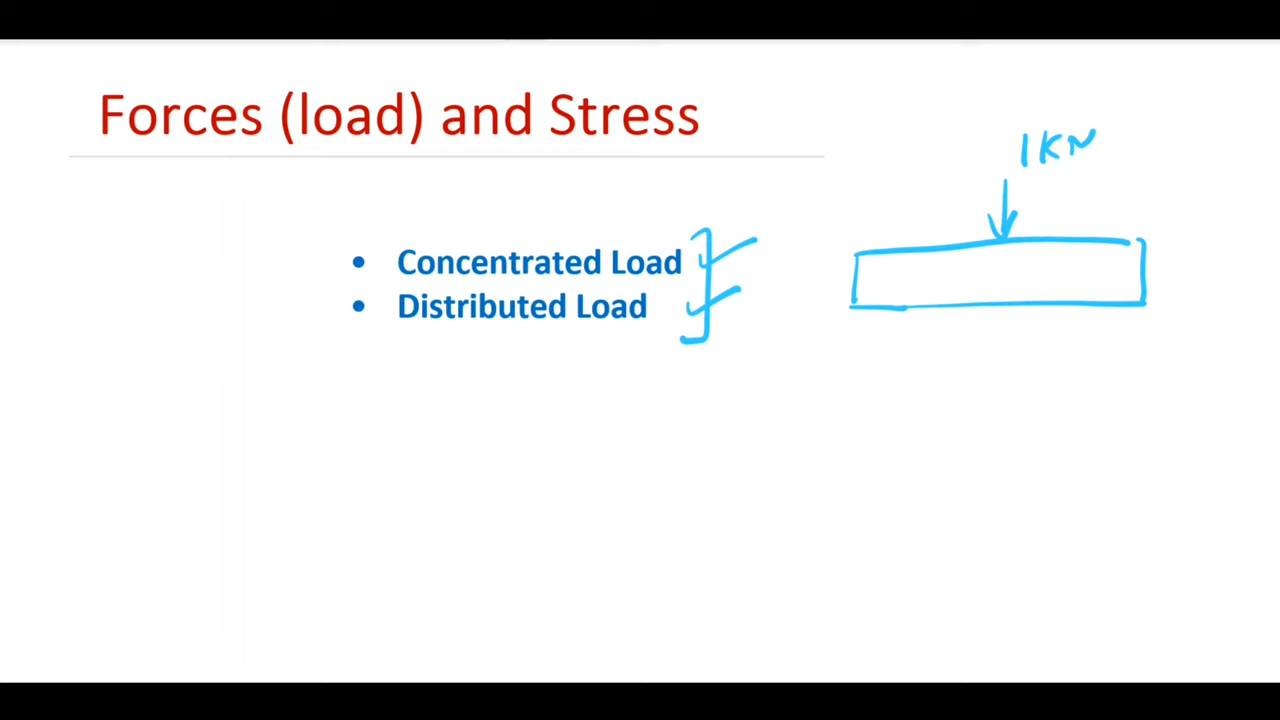 Forces (load) and Stress
1KN
• Concentrated Load
• Distributed Load